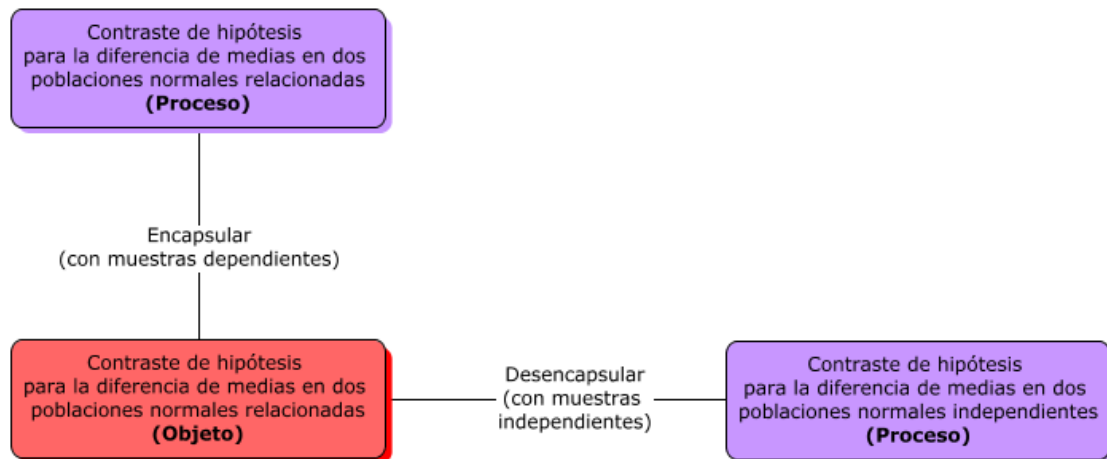 Contraste de hipótesis
para la diferencia de medias en dos
poblaciones normales relacionadas
(Proceso)
Encapsular
(con muestras dependientes)
Contraste de hipótesis
para la diferencia de medias en dos
poblaciones normales relacionadas
(Objeto)
Desencapsular
(con muestras
independientes)
Contraste de hipótesis
para la diferencia de medias en dos
poblaciones normales independientes
(Proceso)